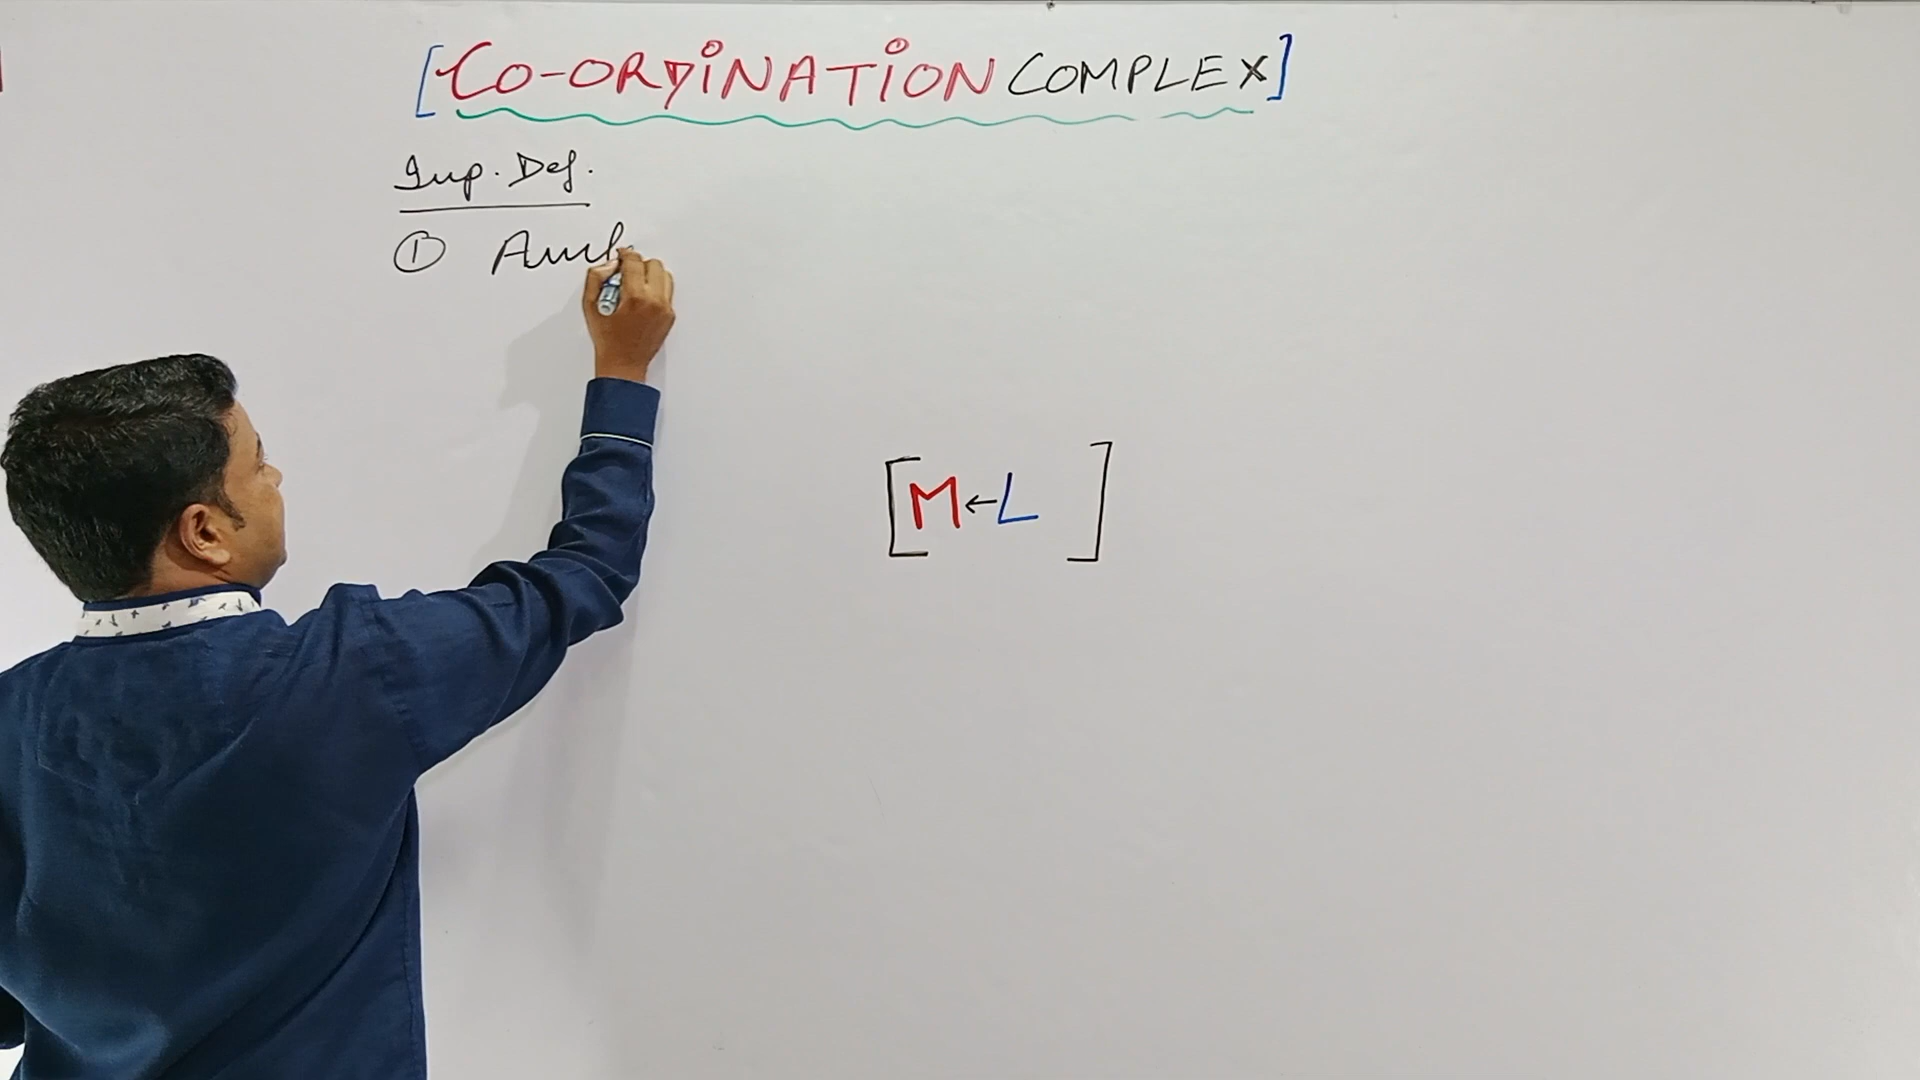 [CO-ORDINATION COMPLEX]
Imp. Def.
① Amb
[M←L ]